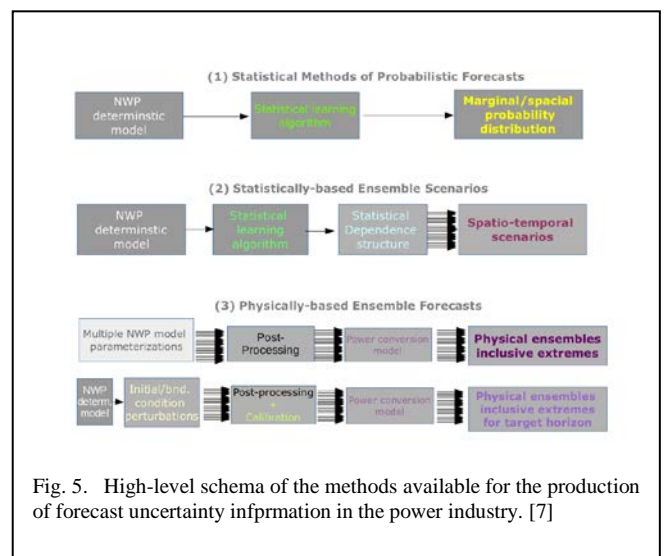 (1) Statistical Methods of Probabilistic Forecasts
NWP
determinstic
model
Statistical learning
algorithm
Marginal/spacial
probability
distribution
(2) Statistically-based Ensemble Scenarios
NWP
determinstic
model
Statistical
learning
algorithm
Statistical
Dependence
structure
Spatio-temporal
scenarios
(3) Physically-based Ensemble Forecasts
Multiple NWP model
parameterizations
Post-
Processing
Power conversion
model
Physical ensembles
inclusive extremes
NWP
determ.
model
Initial/bnd.
condition
perturbations
Post-processing
+
Calibration
Power conversion
model
Physical ensembles
inclusive extremes
for target horizon
Fig. 5. High-level schema of the methods available for the production
of forecast uncertainty infprmation in the power industry. [7]